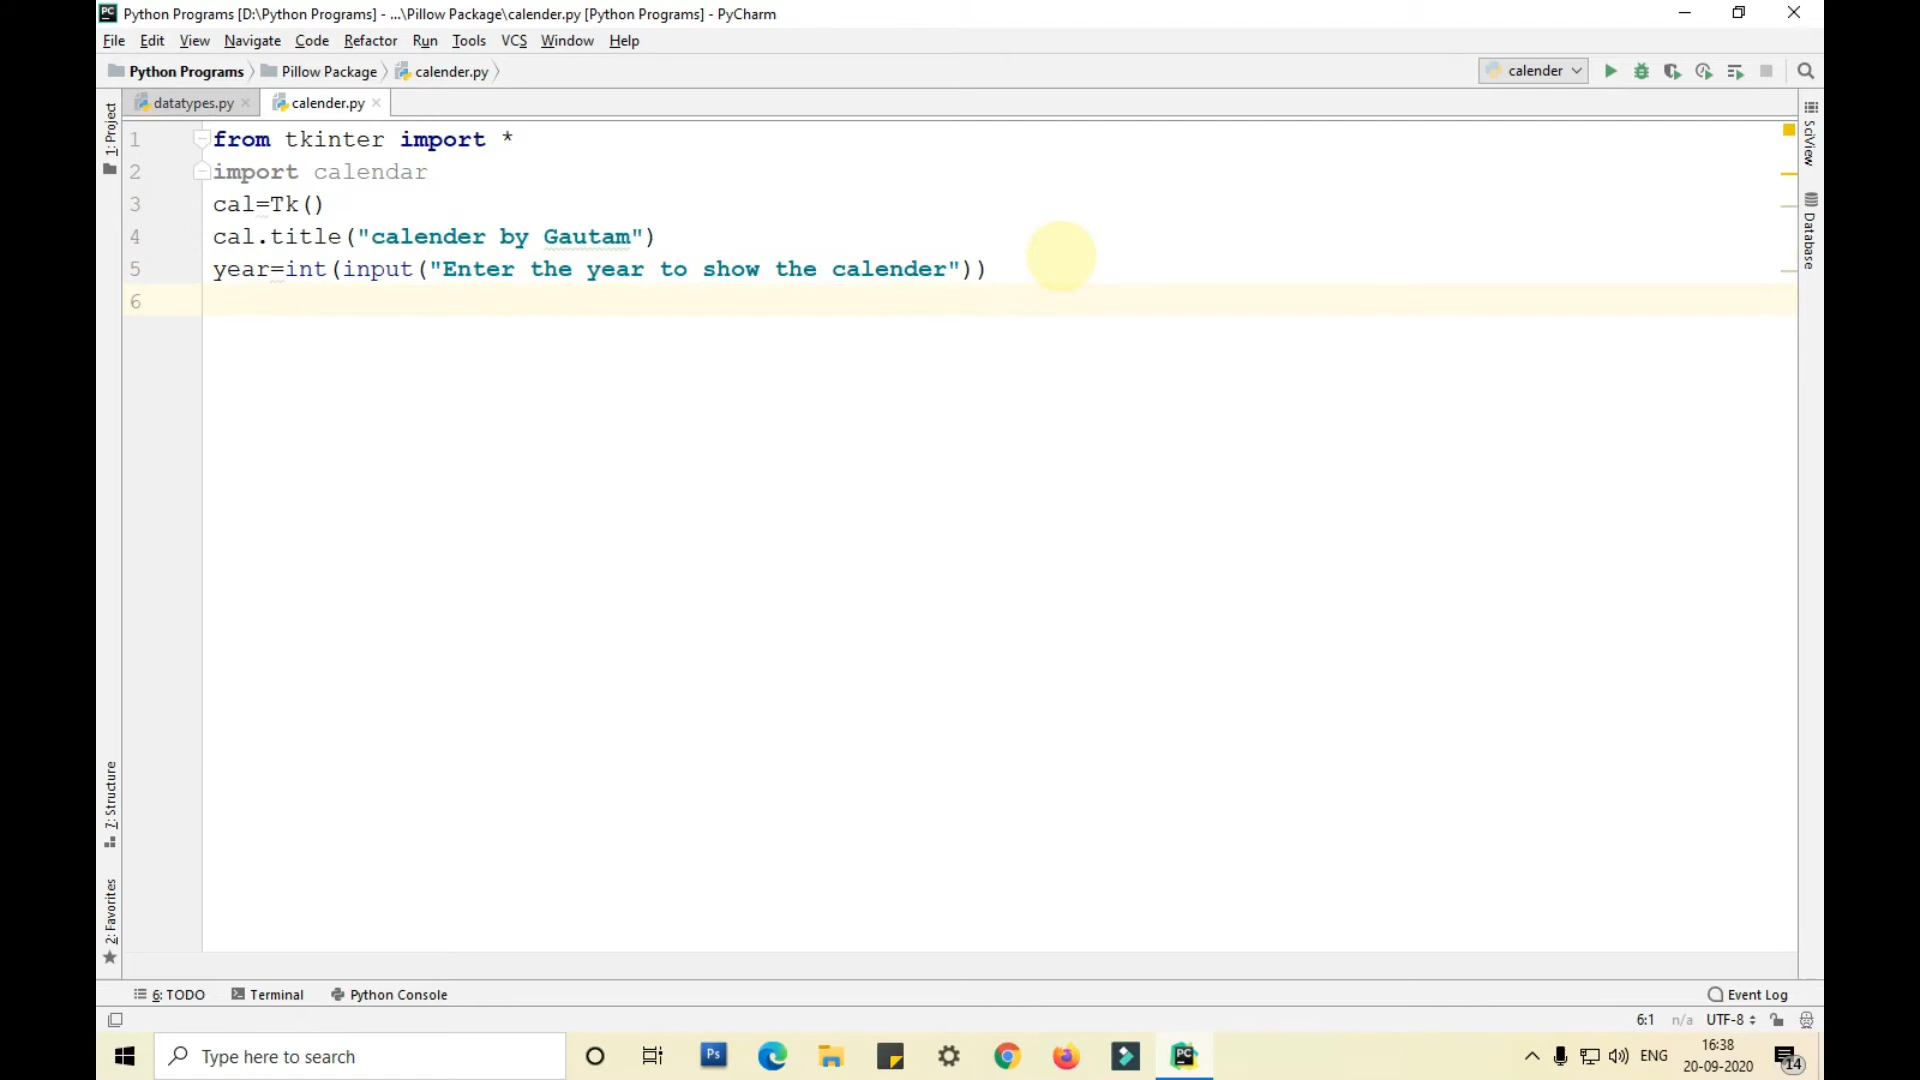 Python Programs [D:\Python Programs] - ...\Pillow Package\calender.py [Python Programs] - PyCharm
File Edit View Navigate Code Refactor Run Tools VCS Window Help
Python Programs Pillow Package calender.py calender
datatypes.py calender.py
1: Project
SciView
Database
1 from tkinter import *
2 import calendar
3 cal=Tk()
4 cal.title("calender by Gautam")
5 year=int(input("Enter the year to show the calender"))
6
7: Structure
2: Favorites
6: TODO Terminal Python Console Event Log
6:1 n/a UTF-8
Type here to search Ps PC ENG 16:38
20-09-2020 14